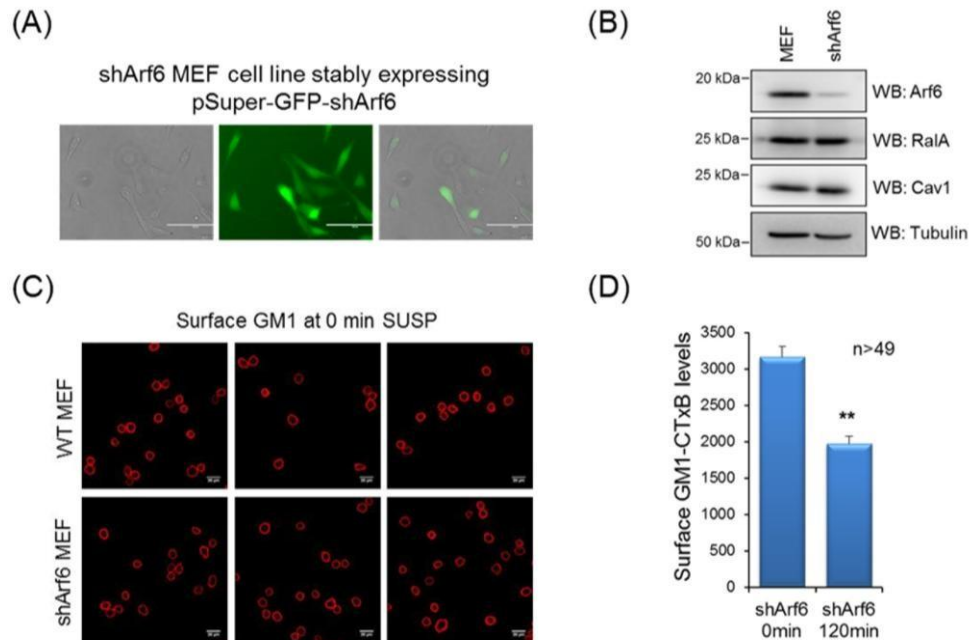 (A)
shArf6 MEF cell line stably expressing
pSuper-GFP-shArf6
(B)
MEF
shArf6
20 kDa
WB: Arf6
25 kDa
WB: RalA
25 kDa
WB: Cav1
50 kDa
WB: Tubulin
(C)
Surface GM1 at 0 min SUSP
WT MEF
shArf6 MEF
(D)
Surface GM1-CTxB levels
3500
3000
2500
2000
1500
1000
500
0
n>49
**
shArf6
0min
shArf6
120min